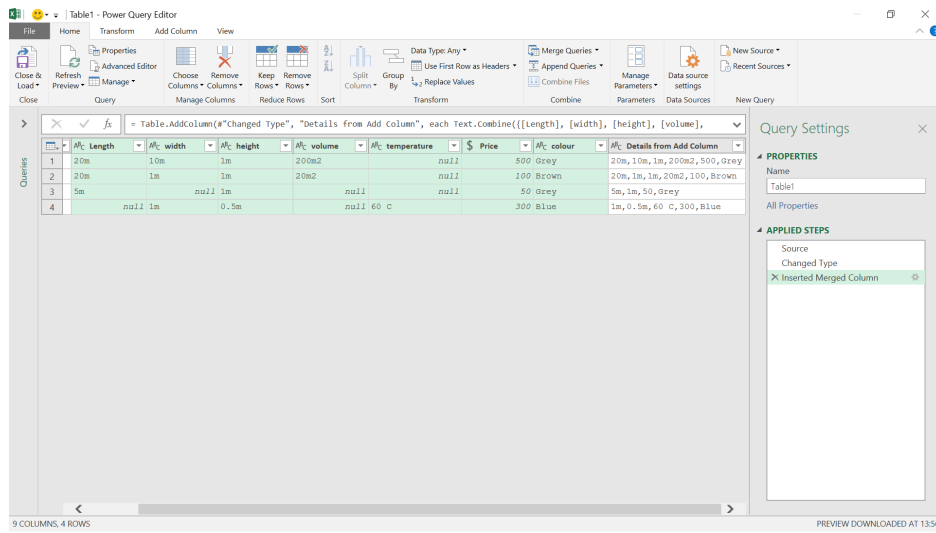 Table1 - Power Query Editor
File Home Transform Add Column View
Close & Load
Refresh Preview
Properties
Advanced Editor
Manage
Choose Columns
Remove Columns
Keep Rows
Remove Rows
Split Column
Group By
Data Type: Any
Use First Row as Headers
Replace Values
Merge Queries
Append Queries
Combine Files
Manage Parameters
Data source settings
New Source
Recent Sources
Close Query Manage Columns Reduce Rows Sort Transform Combine Parameters Data Sources New Query
fx = Table.AddColumn(#"Changed Type", "Details from Add Column", each Text.Combine({[Length], [width], [height], [volume],
Queries
Length width height volume temperature $ Price colour Details from Add Column
1 20m 10m 1m 200m2 null 500 Grey 20m,10m,1m,200m2,500,Grey
2 20m 1m 1m 20m2 null 100 Brown 20m,1m,1m,20m2,100,Brown
3 5m null 1m null null 50 Grey 5m,1m,50,Grey
4 null 1m 0.5m null 60 C 300 Blue 1m,0.5m,60 C,300,Blue
Query Settings
PROPERTIES
Name
Table1
All Properties
APPLIED STEPS
Source
Changed Type
Inserted Merged Column
9 COLUMNS, 4 ROWS
PREVIEW DOWNLOADED AT 13:5